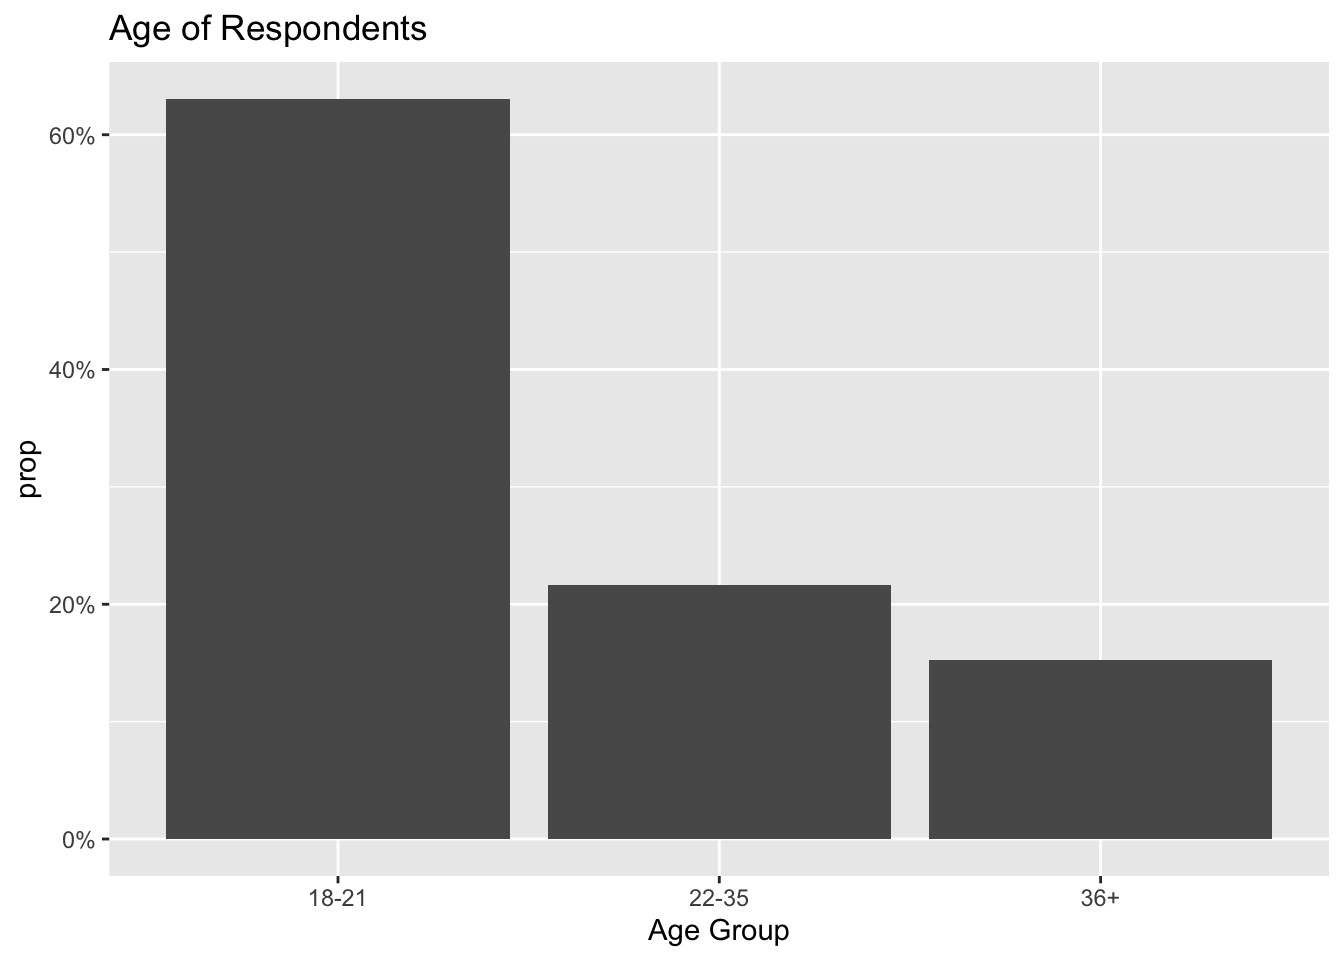 Age of Respondents
60%
40%
20%
0%
prop
18-21 22-35 36+
Age Group